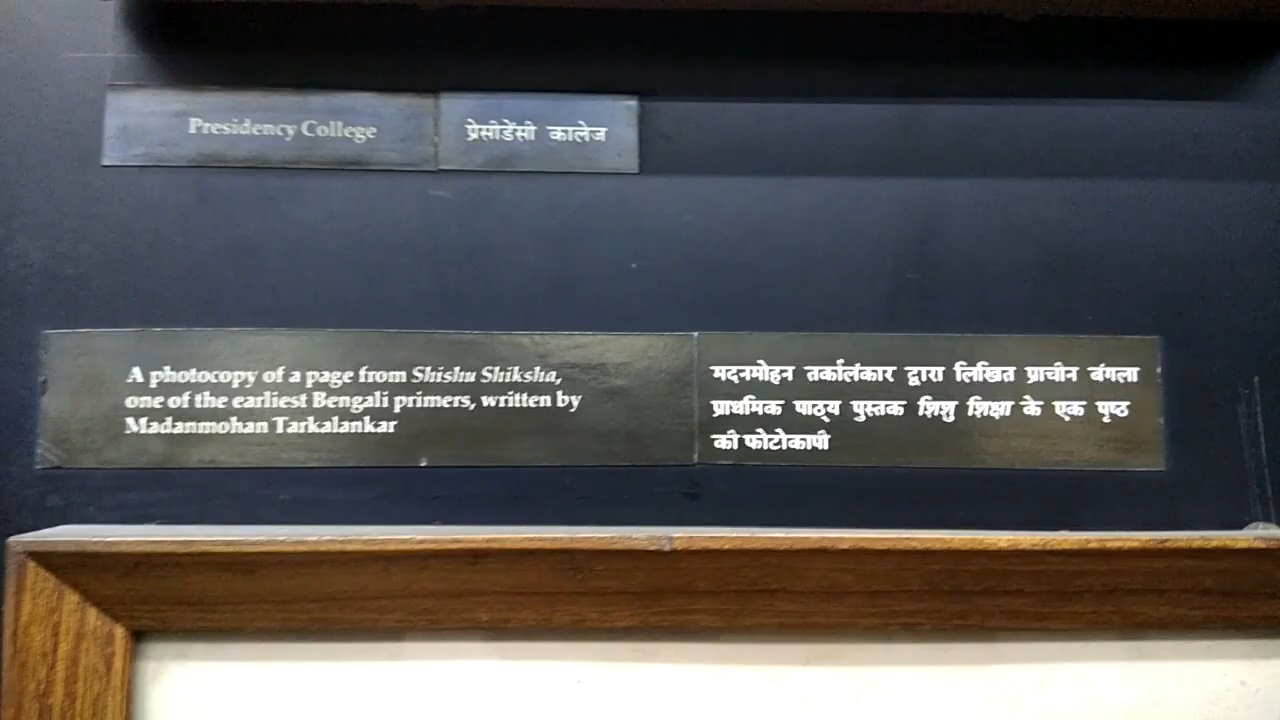 Presidency College
प्रेसीडेंसी कालेज
A photocopy of a page from Shishu Shiksha,
one of the earliest Bengali primers, written by
Madanmohan Tarkalankar
मदनमोहन तर्कालंकार द्वारा लिखित प्राचीन बंगला
प्राथमिक पाठ्य पुस्तक शिशु शिक्षा के एक पृष्ठ
की फोटोकापी